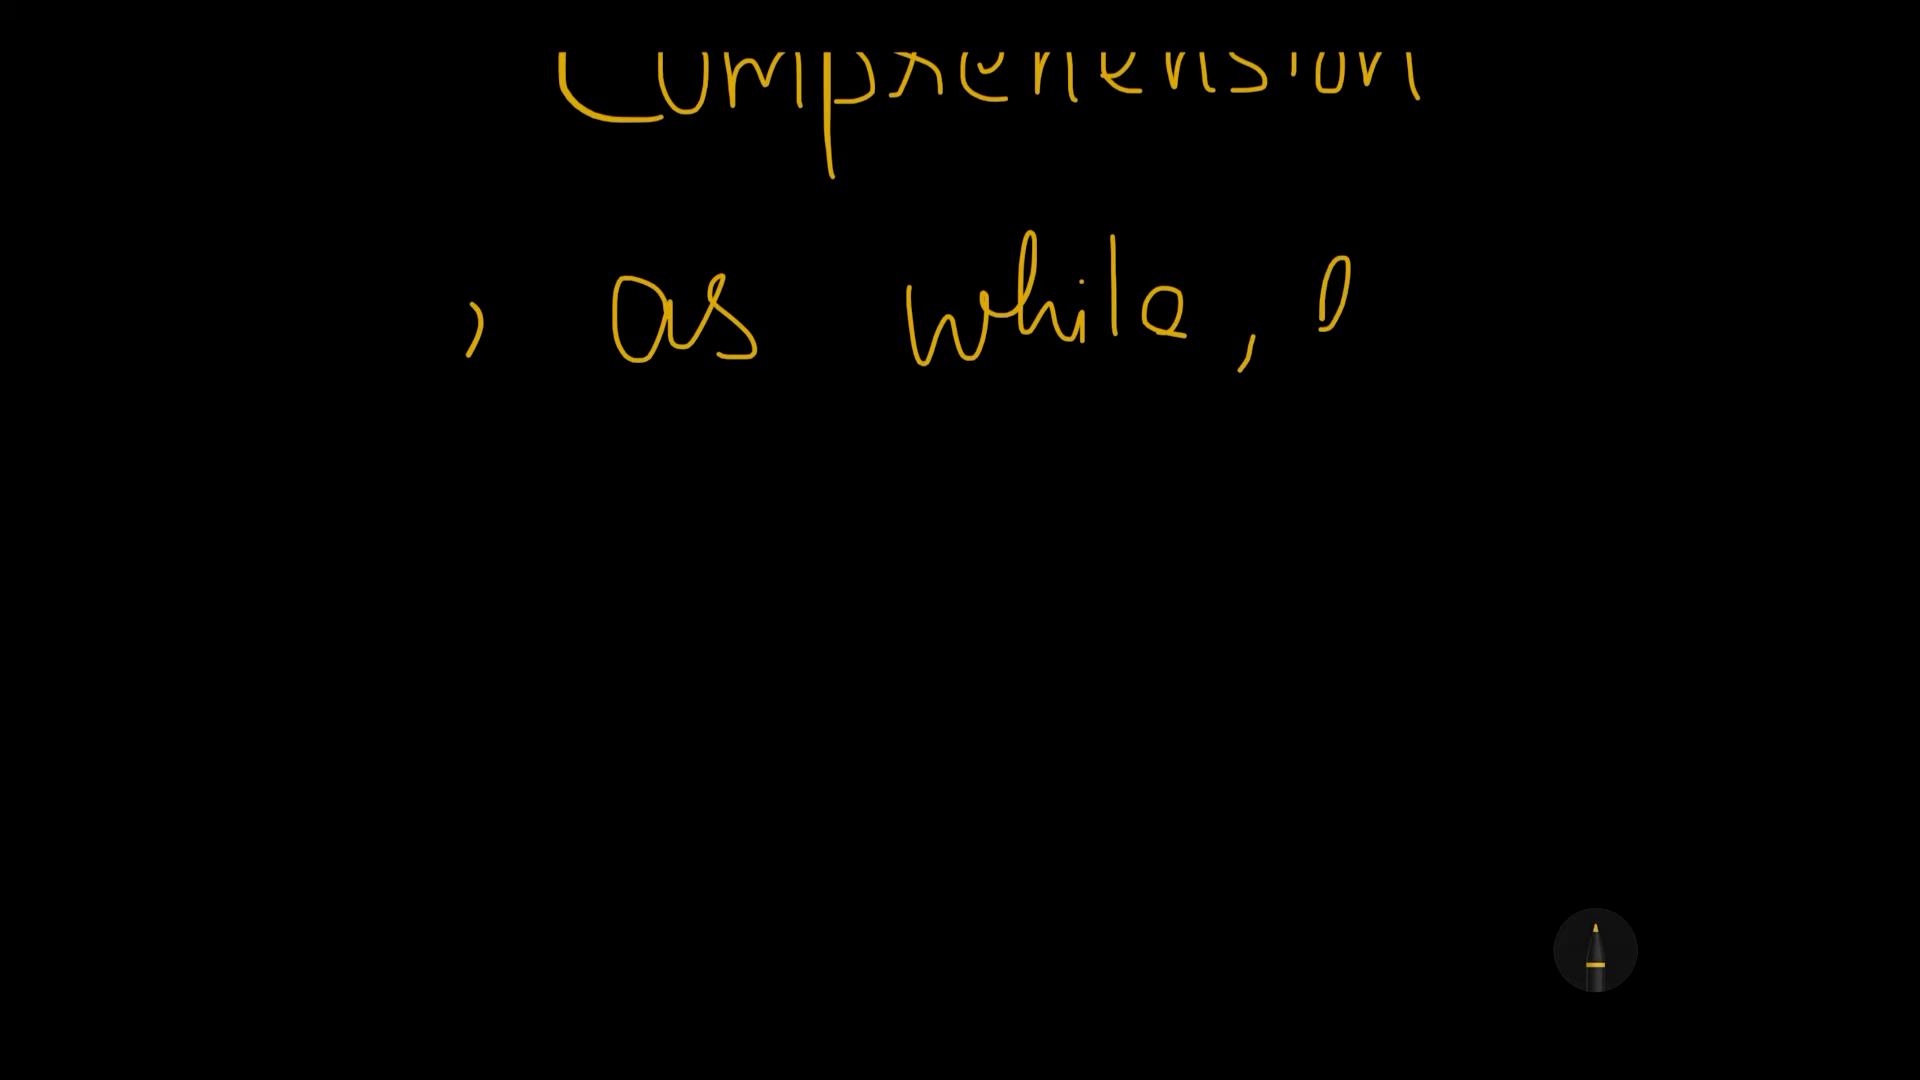 Comprehension
, as while,